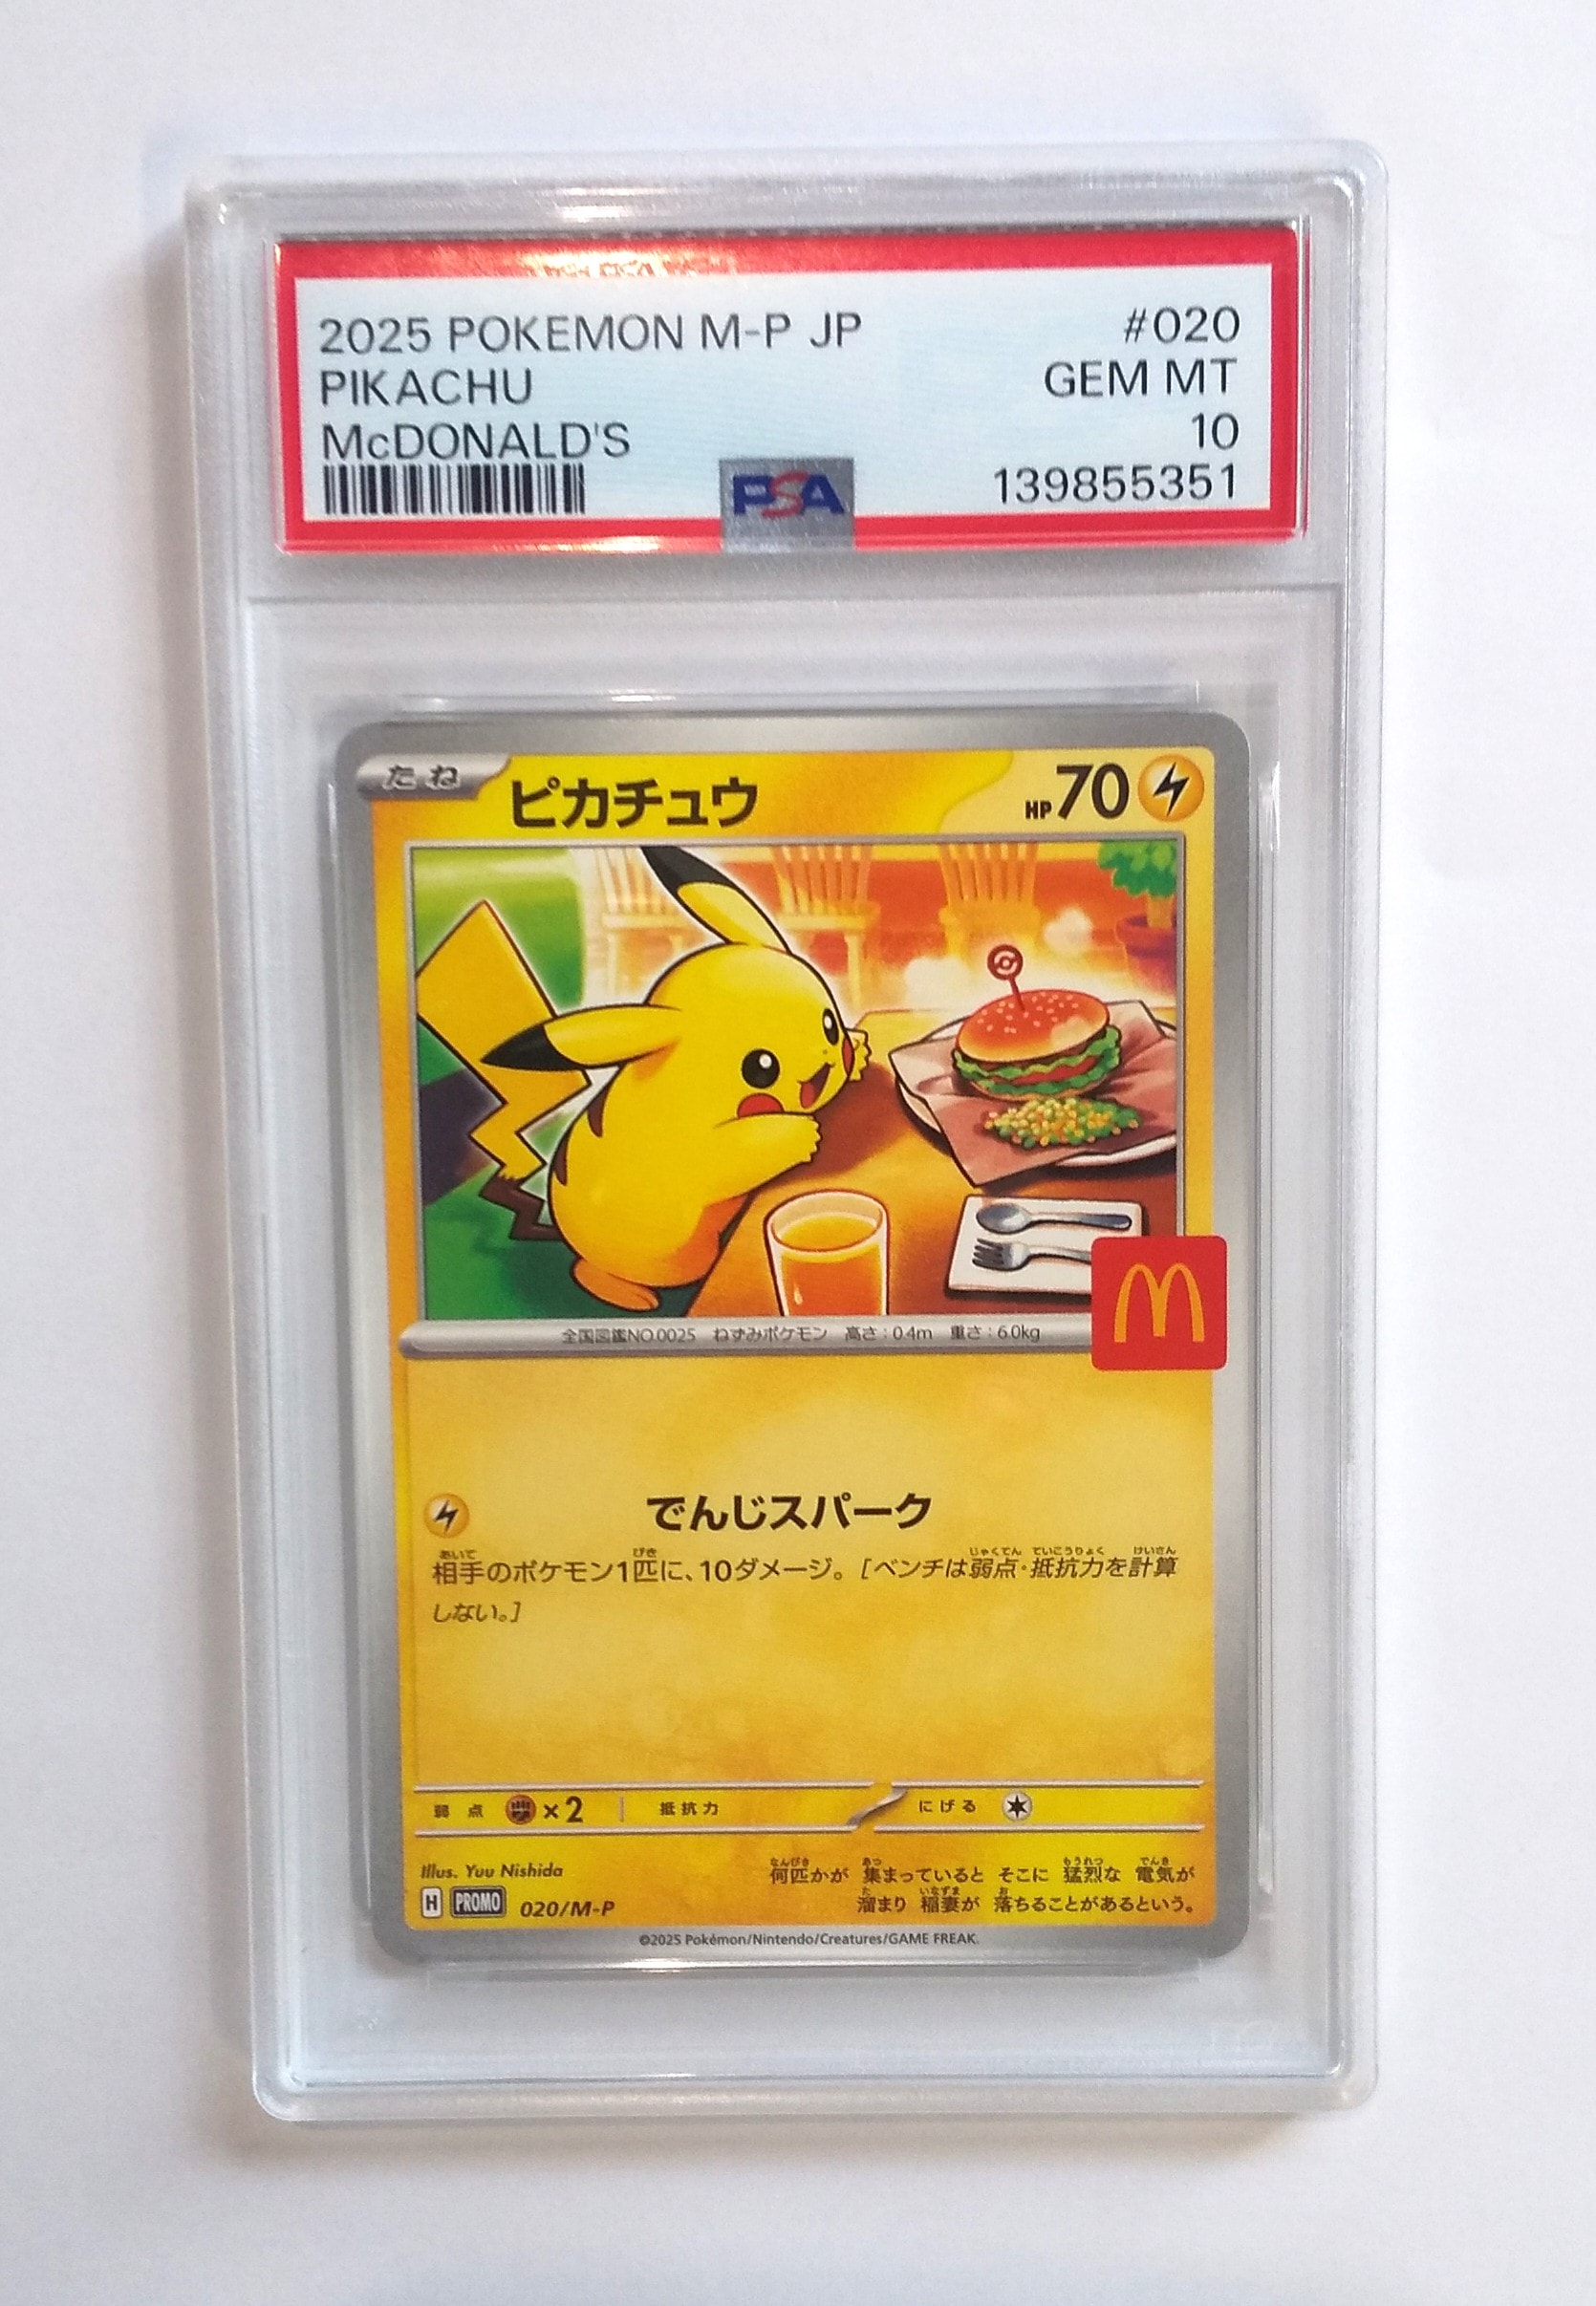 2025 POKEMON M-P JP #020
PIKACHU GEM MT
McDONALD'S 10
PSA 139855351
たね ピカチュウ HP70
全国図鑑NO.0025 ねずみポケモン 高さ:0.4m 重さ:6.0kg
でんじスパーク
相手のポケモン1匹に、10ダメージ。[ベンチは弱点・抵抗力を計算
しない。]
弱点 ×2 抵抗力 にげる
Illus. Yuu Nishida
何匹かが 集まっていると そこに 猛烈な 電気が
溜まり 稲妻が 落ちることがあるという。
H PROMO 020/M-P
©2025 Pokémon/Nintendo/Creatures/GAME FREAK.